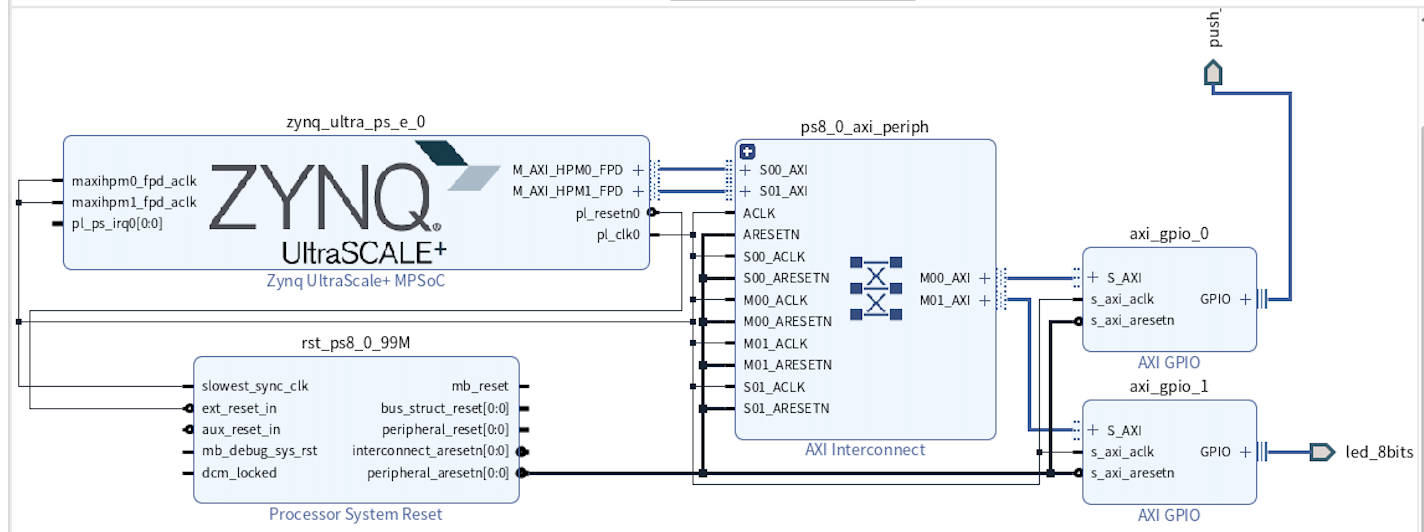 push_
zynq_ultra_ps_e_0
maxihpm0_fpd_aclk
maxihpm1_fpd_aclk
pl_ps_irq0[0:0]
ZYNQ®
UltraSCALE+
M_AXI_HPM0_FPD
M_AXI_HPM1_FPD
pl_resetn0
pl_clk0
Zynq UltraScale+ MPSoC
rst_ps8_0_99M
slowest_sync_clk
ext_reset_in
aux_reset_in
mb_debug_sys_rst
dcm_locked
mb_reset
bus_struct_reset[0:0]
peripheral_reset[0:0]
interconnect_aresetn[0:0]
peripheral_aresetn[0:0]
Processor System Reset
ps8_0_axi_periph
S00_AXI
S01_AXI
ACLK
ARESETN
S00_ACLK
S00_ARESETN
M00_ACLK
M00_ARESETN
M01_ACLK
M01_ARESETN
S01_ACLK
S01_ARESETN
M00_AXI
M01_AXI
AXI Interconnect
axi_gpio_0
S_AXI
s_axi_aclk
s_axi_aresetn
GPIO
AXI GPIO
axi_gpio_1
S_AXI
s_axi_aclk
s_axi_aresetn
GPIO
AXI GPIO
led_8bits